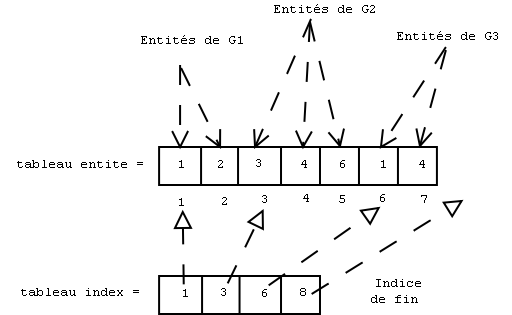 Entités de G2
Entités de G1
Entités de G3
tableau entite = 1 2 3 4 6 1 4
1 2 3 4 5 6 7
tableau index = 1 3 6 8
Indice
de fin